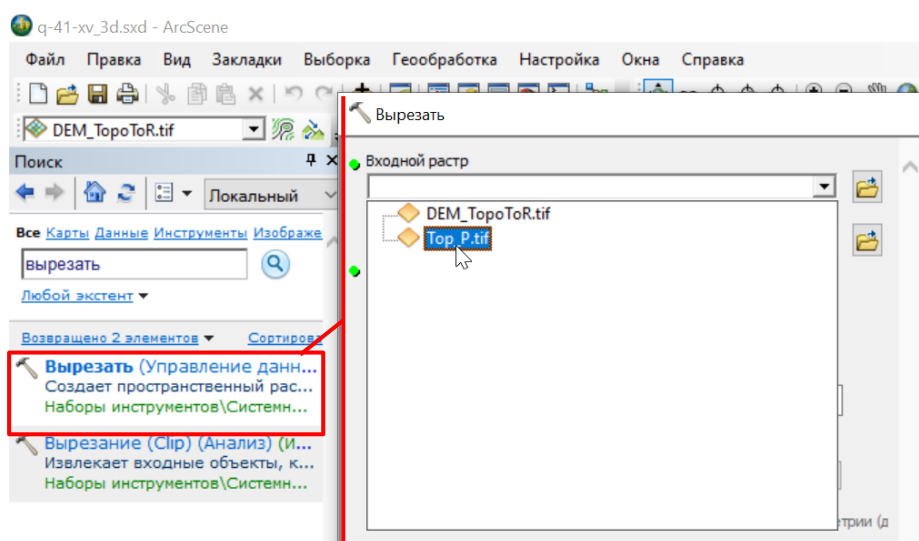 q-41-xv_3d.sxd - ArcScene
Файл Правка Вид Закладки Выборка Геообработка Настройка Окна Справка
DEM_TopoToR.tif
Поиск
Локальный
Все Карты Данные Инструменты Изображе
вырезать
Любой экстент
Возвращено 2 элементов Сортирова
Вырезать (Управление данн...
Создает пространственный рас...
Наборы инструментов\Системн...
Вырезание (Clip) (Анализ) (И...
Извлекает входные объекты, к...
Наборы инструментов\Системн...
Вырезать
Входной растр
DEM_TopoToR.tif
Top_P.tif
трии (д